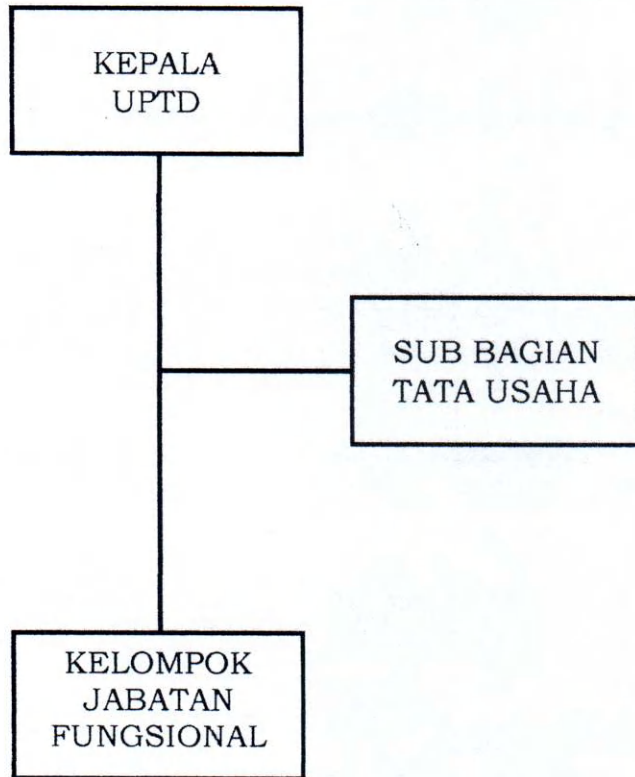 KEPALA
UPTD
SUB BAGIAN
TATA USAHA
KELOMPOK
JABATAN
FUNGSIONAL